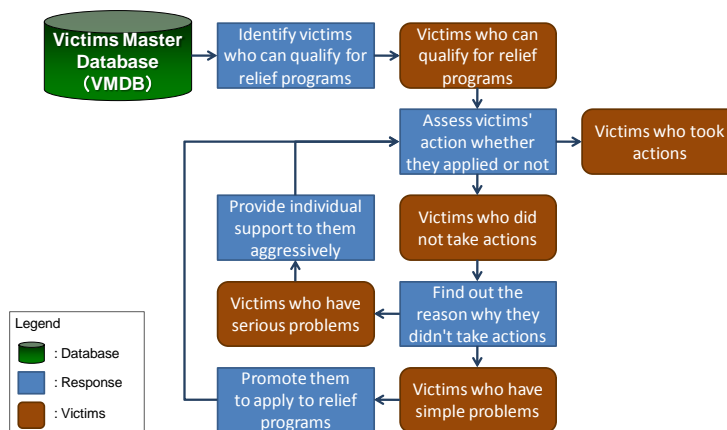 Victims Master
Database
(VMDB)
Identify victims
who can qualify for
relief programs
Victims who can
qualify for relief
programs
Assess victims'
action whether
they applied or not
Victims who took
actions
Provide individual
support to them
aggressively
Victims who did
not take actions
Victims who have
serious problems
Find out the
reason why they
didn't take actions
Promote them
to apply to relief
programs
Victims who have
simple problems
Legend
: Database
: Response
: Victims